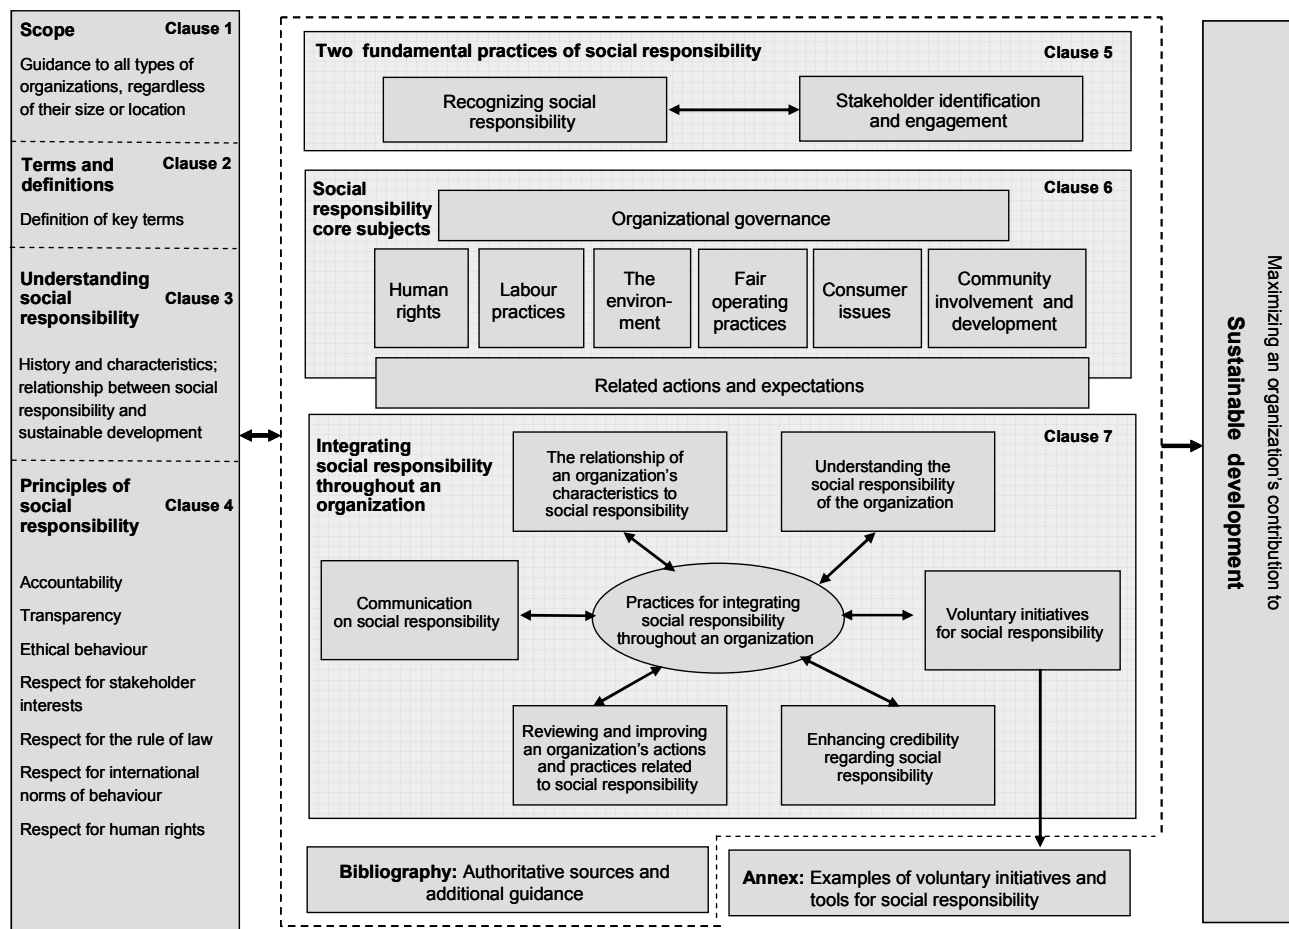 Scope Clause 1
Guidance to all types of
organizations, regardless
of their size or location
Terms and Clause 2
definitions
Definition of key terms
Understanding
social Clause 3
responsibility
History and characteristics;
relationship between social
responsibility and
sustainable development
Principles of
social Clause 4
responsibility
Accountability
Transparency
Ethical behaviour
Respect for stakeholder
interests
Respect for the rule of law
Respect for international
norms of behaviour
Respect for human rights
Two fundamental practices of social responsibility Clause 5
Recognizing social
responsibility
Stakeholder identification
and engagement
Social
responsibility
core subjects
Clause 6
Organizational governance
Human
rights
Labour
practices
The
environ-
ment
Fair
operating
practices
Consumer
issues
Community
involvement and
development
Related actions and expectations
Integrating
social responsibility
throughout an
organization
Clause 7
The relationship of
an organization's
characteristics to
social responsibility
Understanding the
social responsibility
of the organization
Communication
on social responsibility
Practices for integrating
social responsibility
throughout an organization
Voluntary initiatives
for social responsibility
Reviewing and improving
an organization's actions
and practices related
to social responsibility
Enhancing credibility
regarding social
responsibility
Bibliography: Authoritative sources and
additional guidance
Annex: Examples of voluntary initiatives and
tools for social responsibility
Maximizing an organization's contribution to
Sustainable development